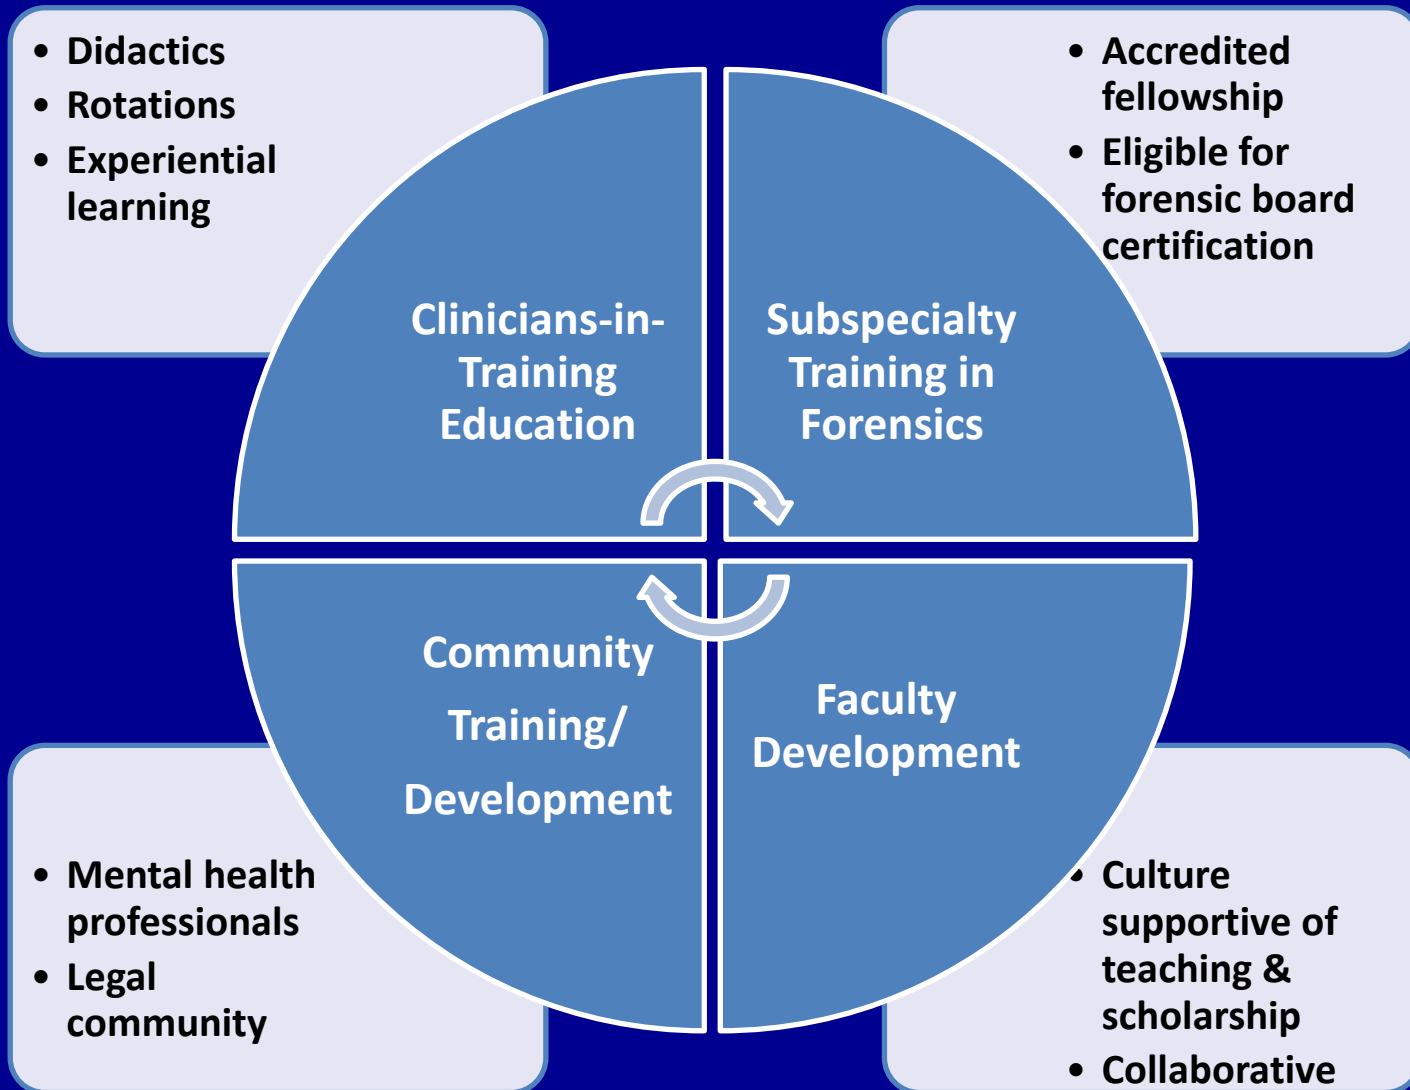 • Didactics
• Rotations
• Experiential
learning
• Accredited
fellowship
• Eligible for
forensic board
certification
Clinicians-in-
Training
Education
Subspecialty
Training in
Forensics
Community
Training/
Development
Faculty
Development
• Mental health
professionals
• Legal
community
• Culture
supportive of
teaching &
scholarship
• Collaborative